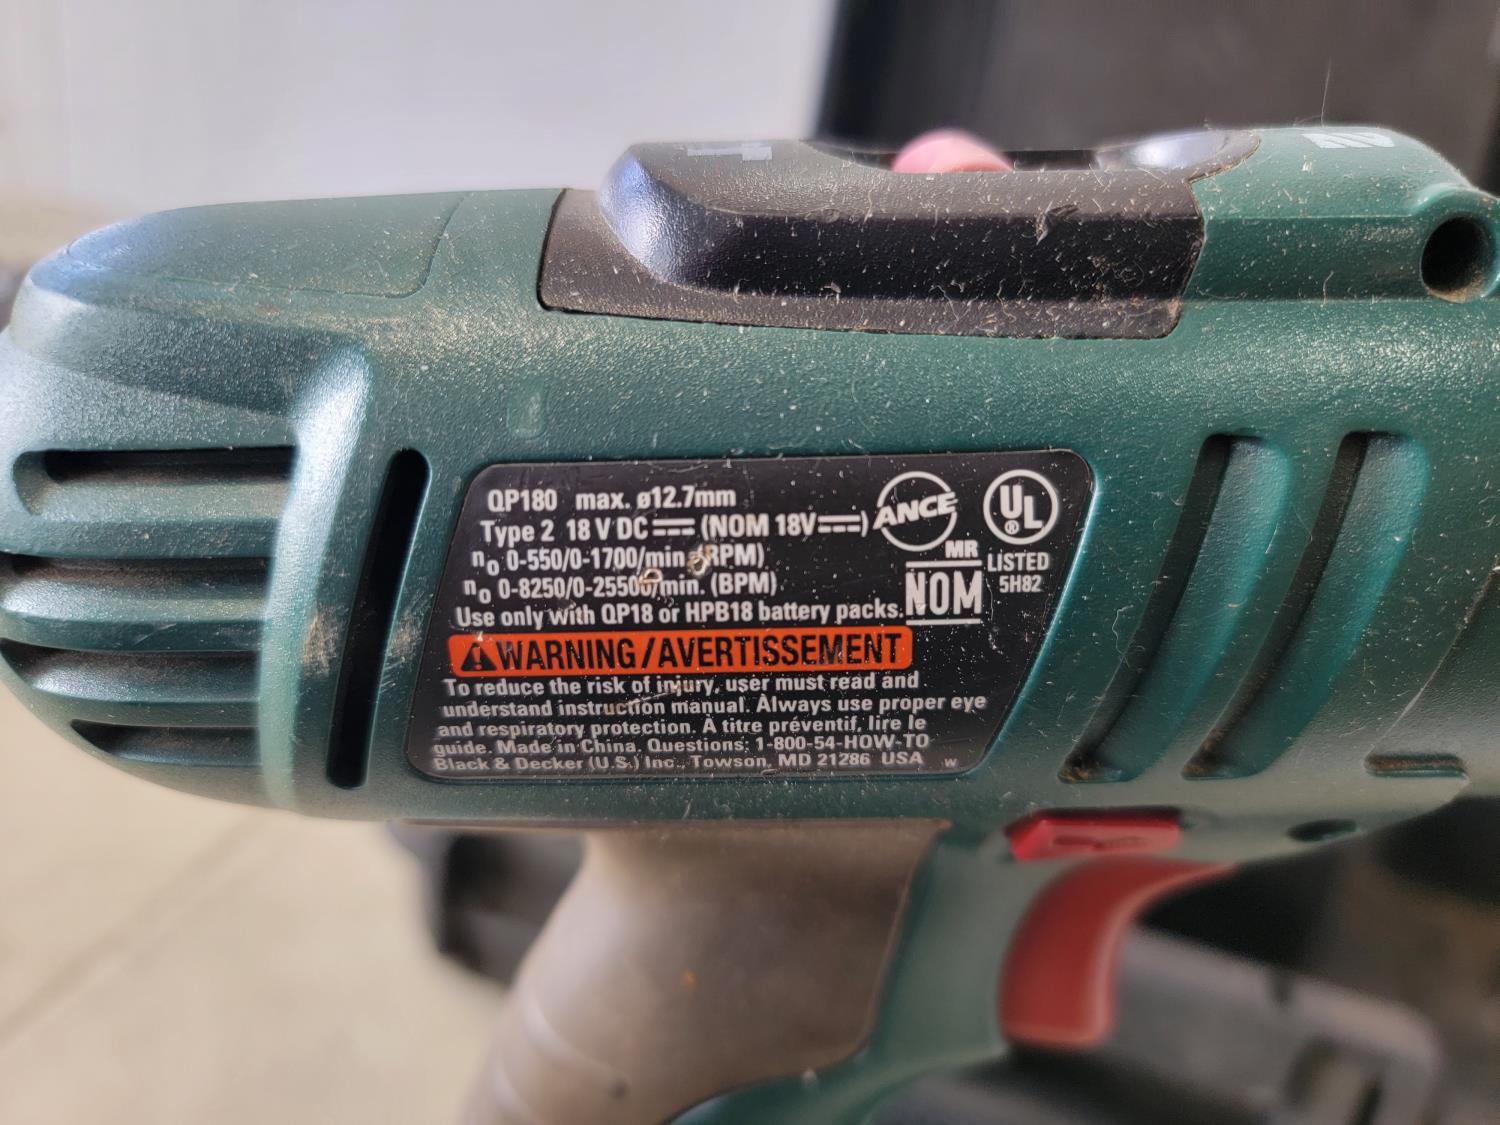 QP180 max. ø12.7mm
Type 2 18 V DC (NOM 18V )
n₀ 0-550/0-1700/min. (RPM)
n₀ 0-8250/0-25500/min. (BPM)
Use only with QP18 or HPB18 battery packs.
ANCE
MR
NOM
UL
®
LISTED
5H82
WARNING/AVERTISSEMENT
To reduce the risk of injury, user must read and
understand instruction manual. Always use proper eye
and respiratory protection. À titre préventif, lire le
guide. Made in China. Questions: 1-800-54-HOW-TO
Black & Decker (U.S.) Inc., Towson, MD 21286 USA w